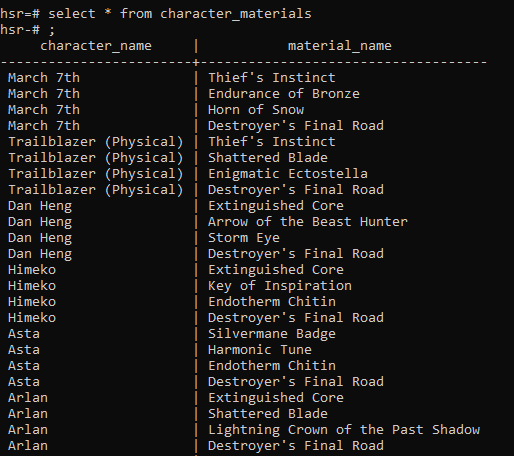 hsr=# select * from character_materials
hsr-# ;
    character_name     |           material_name
-----------------------+------------------------------------
 March 7th              | Thief's Instinct
 March 7th              | Endurance of Bronze
 March 7th              | Horn of Snow
 March 7th              | Destroyer's Final Road
 Trailblazer (Physical) | Thief's Instinct
 Trailblazer (Physical) | Shattered Blade
 Trailblazer (Physical) | Enigmatic Ectostella
 Trailblazer (Physical) | Destroyer's Final Road
 Dan Heng               | Extinguished Core
 Dan Heng               | Arrow of the Beast Hunter
 Dan Heng               | Storm Eye
 Dan Heng               | Destroyer's Final Road
 Himeko                 | Extinguished Core
 Himeko                 | Key of Inspiration
 Himeko                 | Endotherm Chitin
 Himeko                 | Destroyer's Final Road
 Asta                   | Silvermane Badge
 Asta                   | Harmonic Tune
 Asta                   | Endotherm Chitin
 Asta                   | Destroyer's Final Road
 Arlan                  | Extinguished Core
 Arlan                  | Shattered Blade
 Arlan                  | Lightning Crown of the Past Shadow
 Arlan                  | Destroyer's Final Road